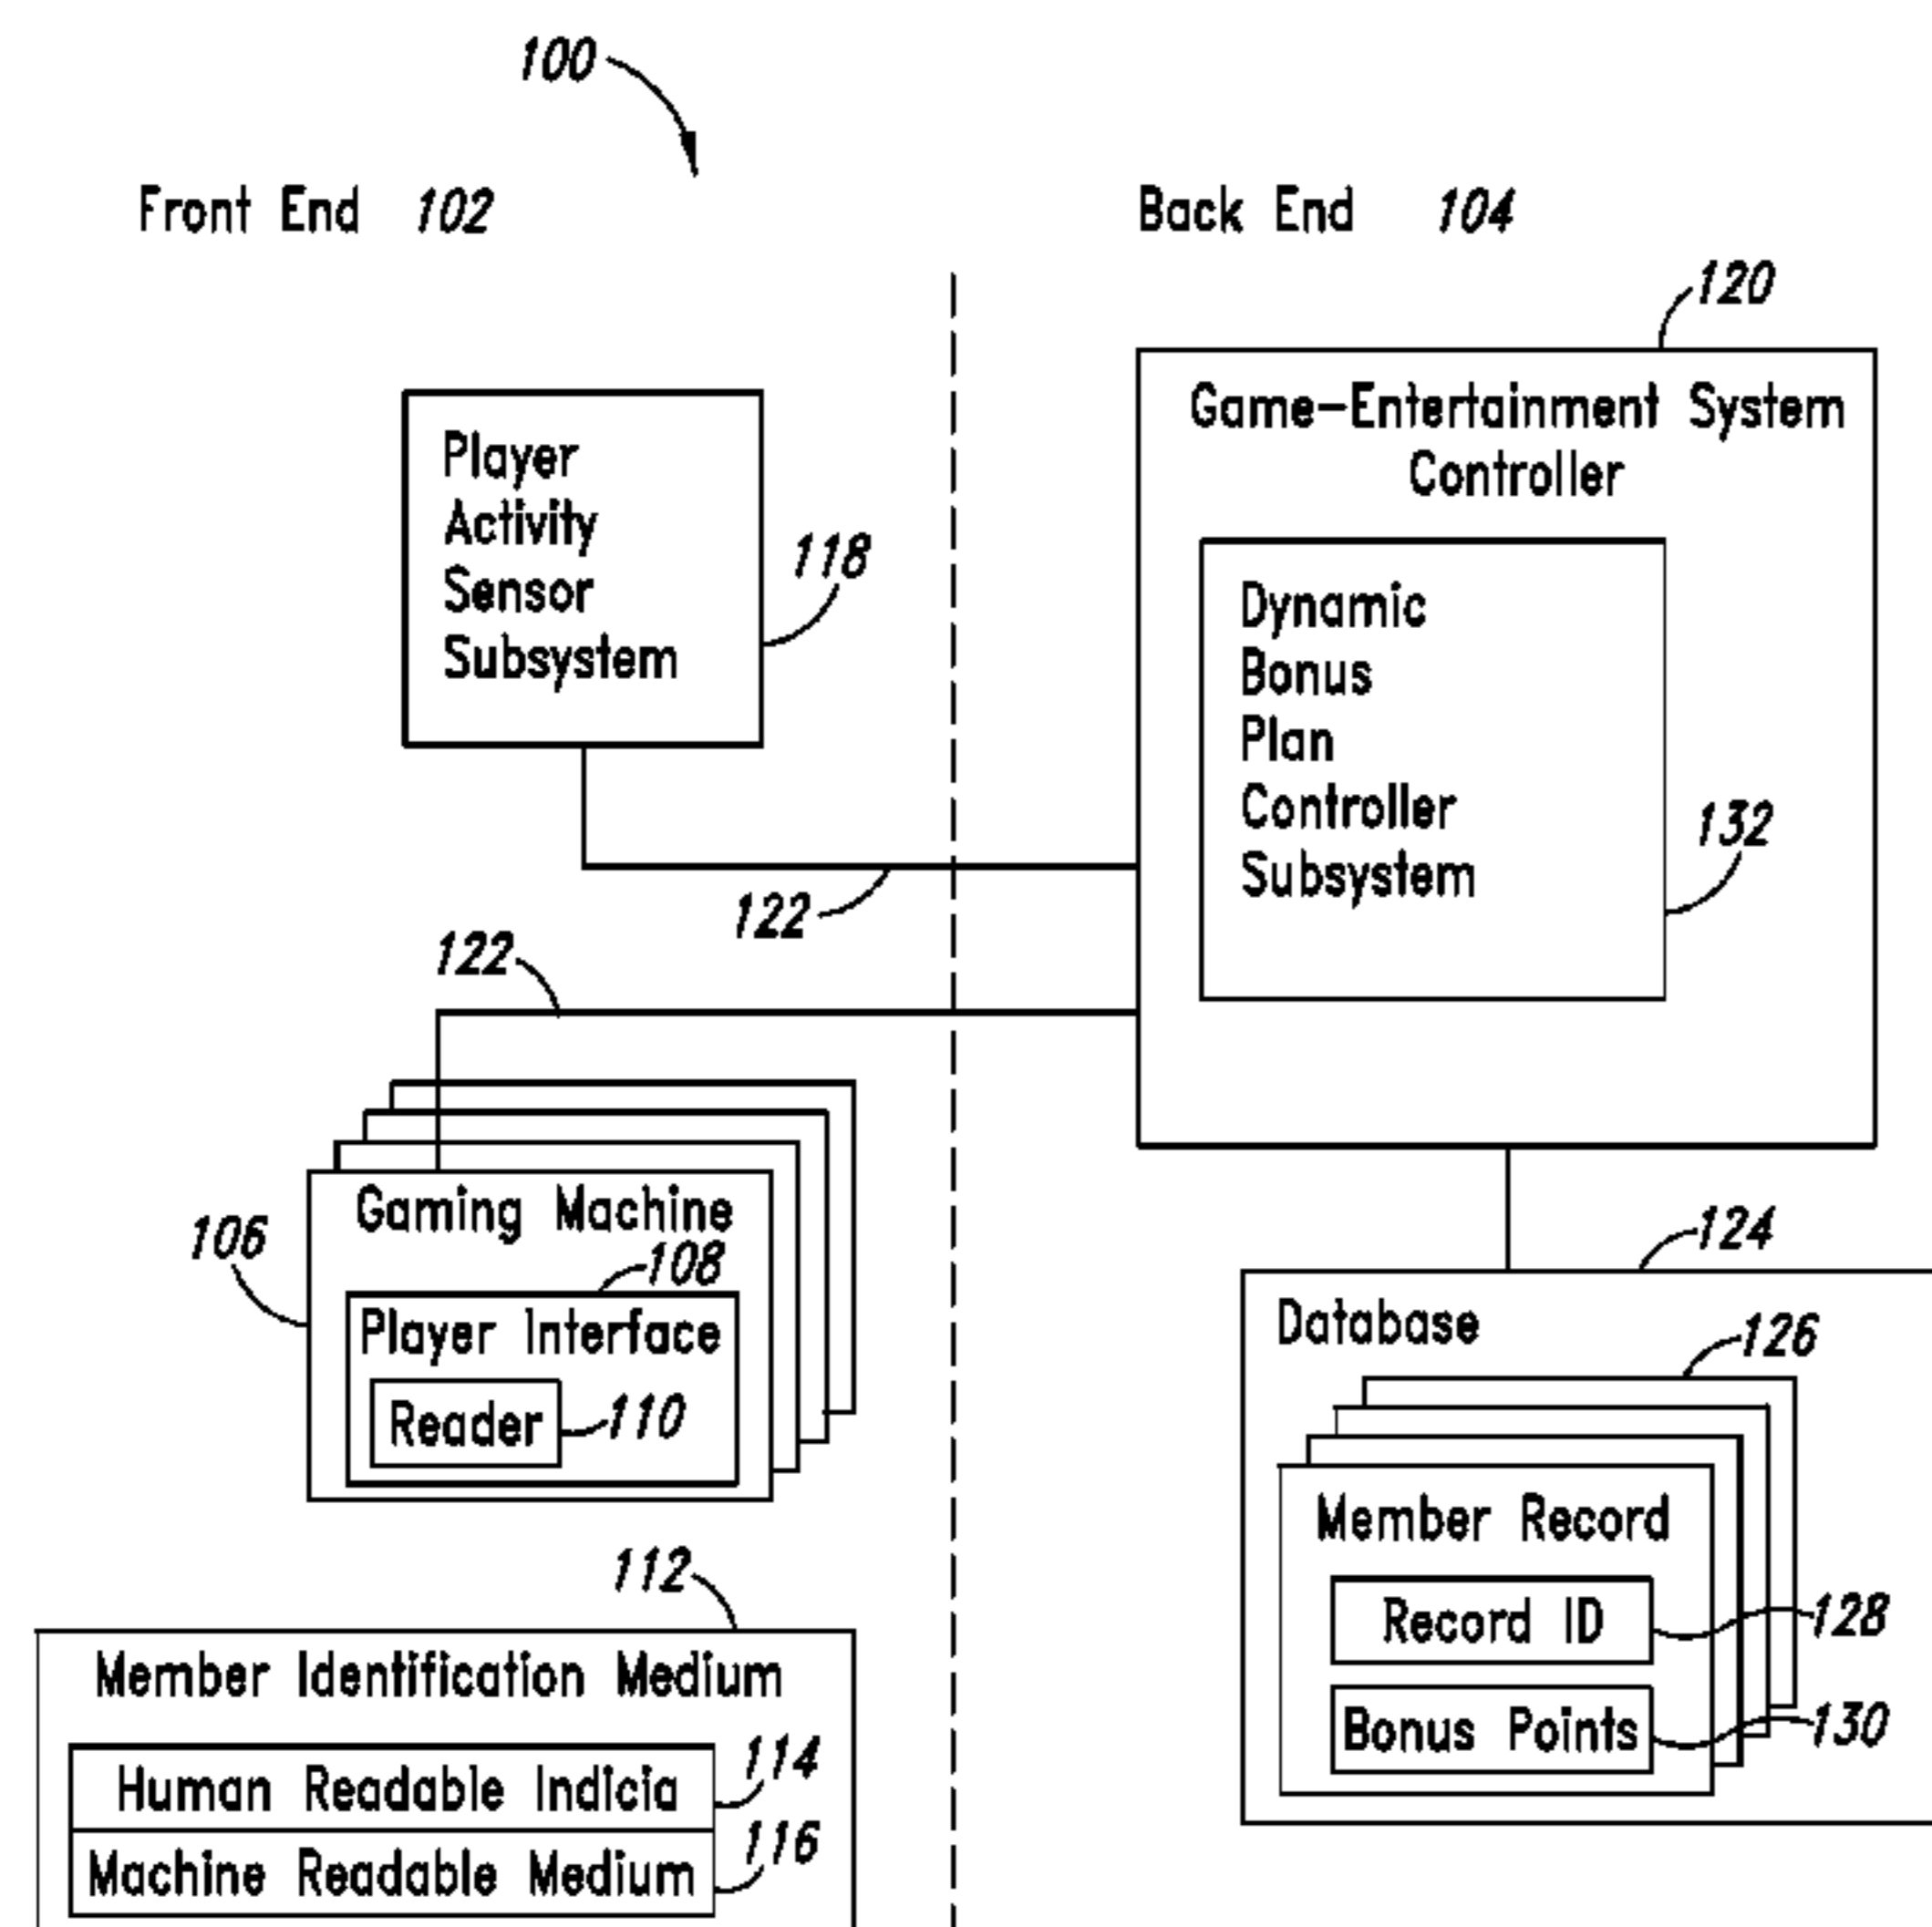 100
Front End 102
Back End 104
120
Player
Activity
Sensor
Subsystem
118
Game-Entertainment System
Controller
Dynamic
Bonus
Plan
Controller
Subsystem
132
122
122
Gaming Machine
106
108
Player Interface
Reader
110
124
Database
126
Member Record
Record ID
128
Bonus Points
130
112
Member Identification Medium
Human Readable Indicia
114
Machine Readable Medium
116